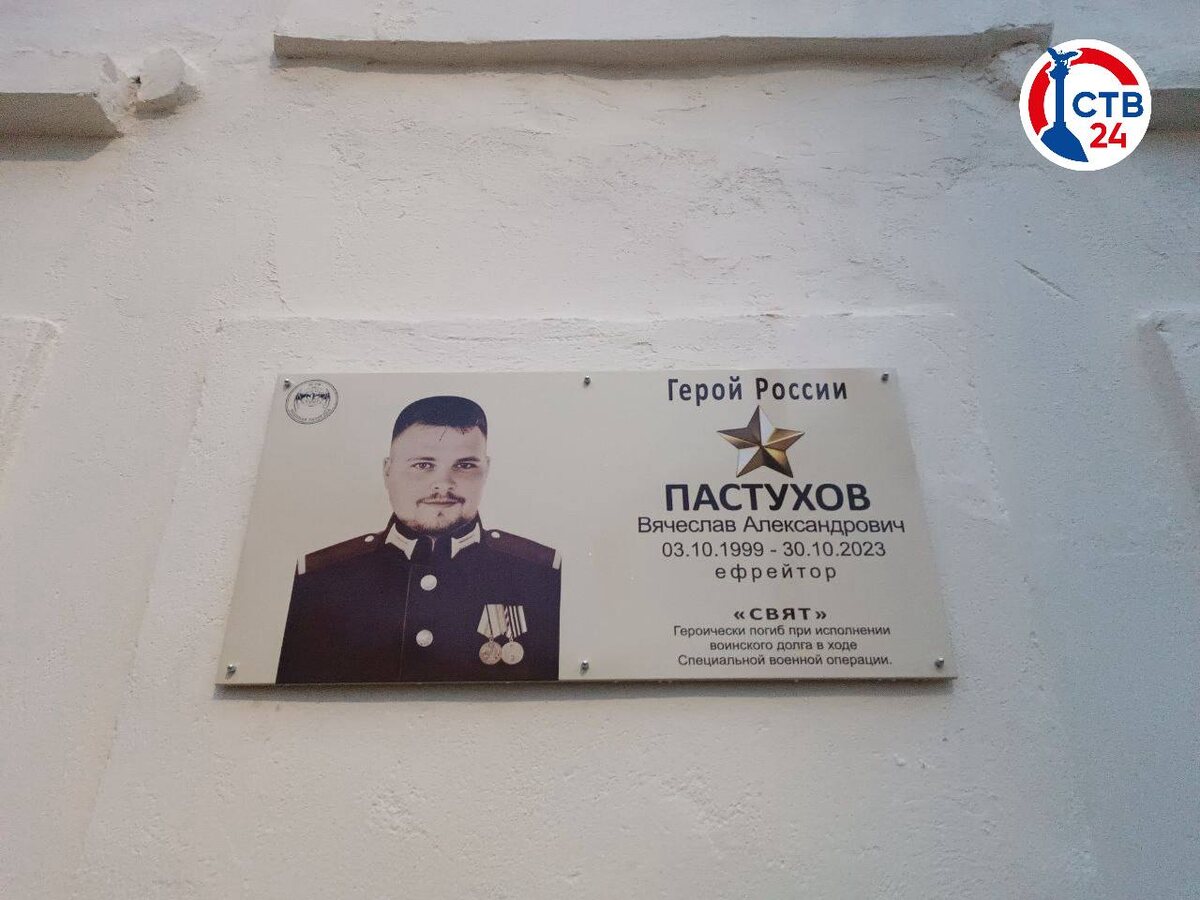 СТВ
24
Герой России
ПАСТУХОВ
Вячеслав Александрович
03.10.1999 - 30.10.2023
ефрейтор
«СВЯТ»
Героически погиб при исполнении
воинского долга в ходе
Специальной военной операции.